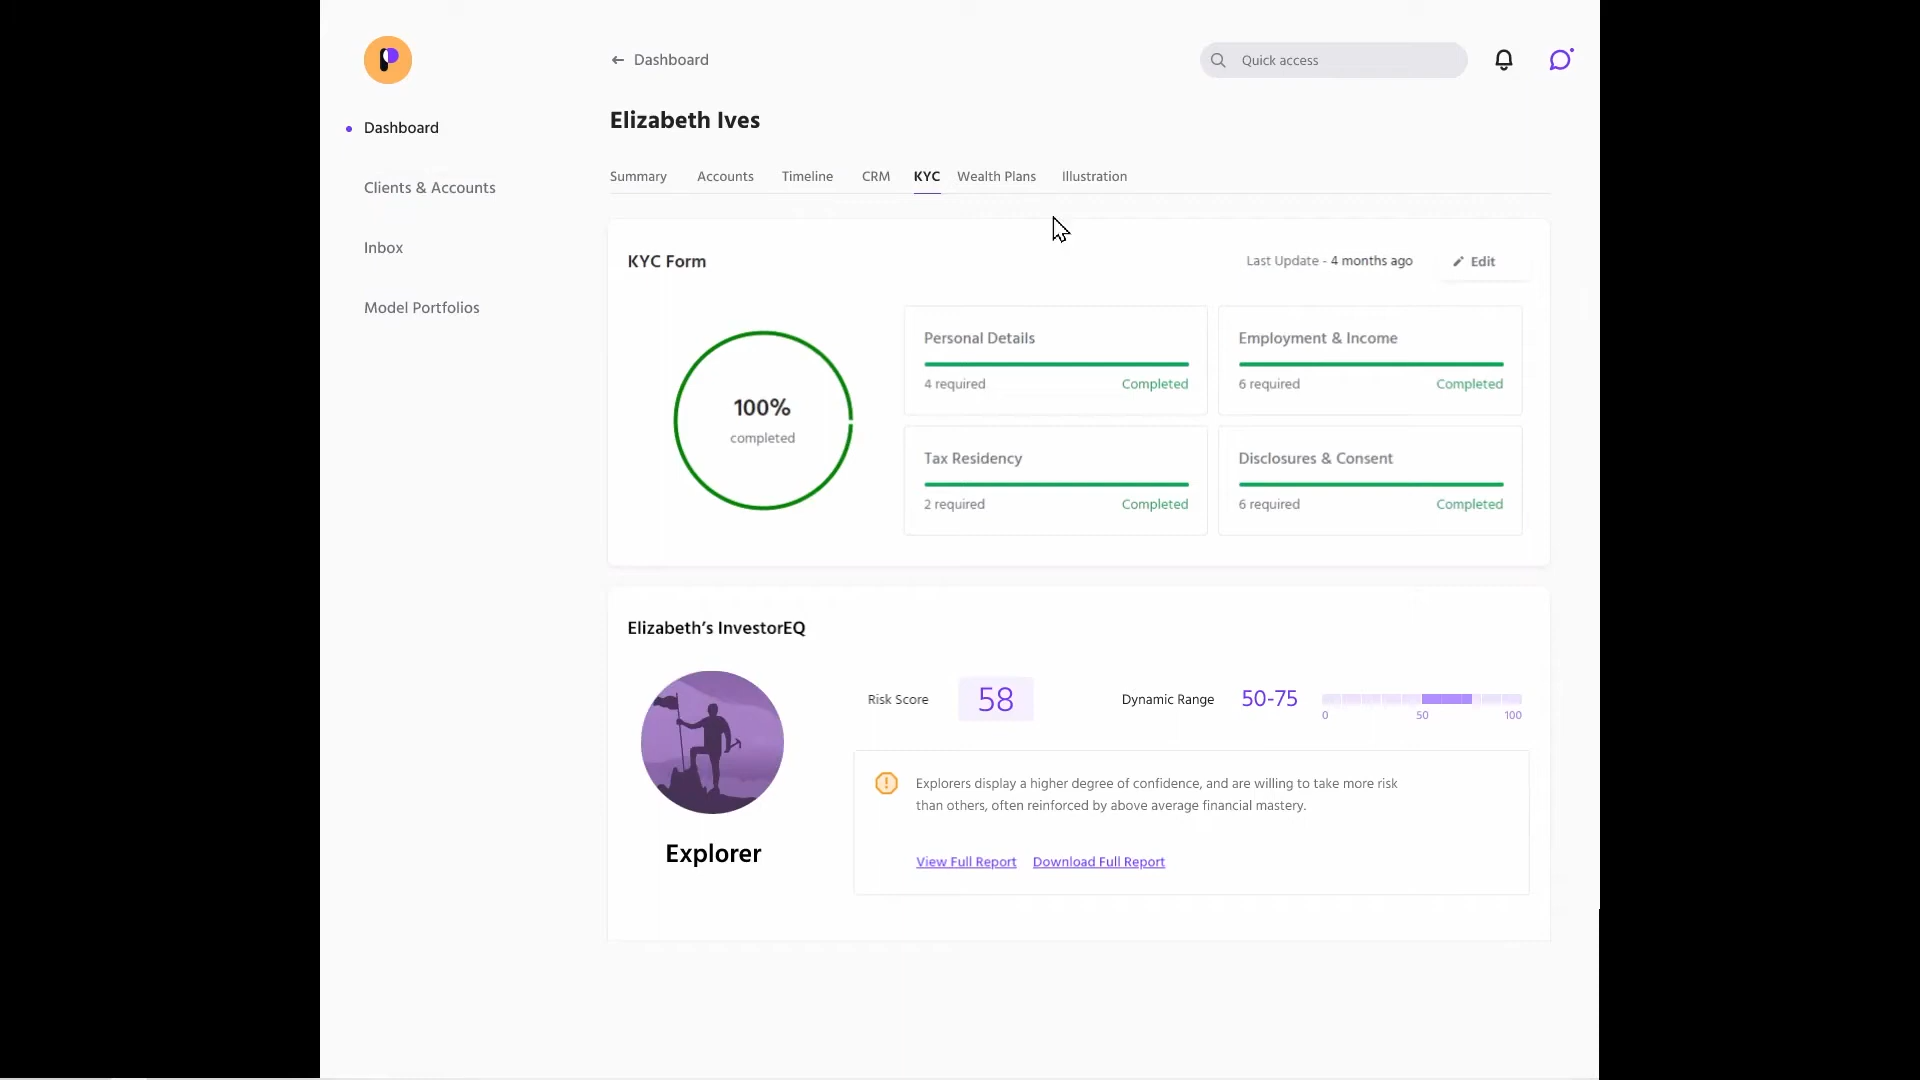 Dashboard
Quick access
Elizabeth Ives
Dashboard
Clients & Accounts
Inbox
Model Portfolios
Summary
Accounts
Timeline
CRM
KYC
Wealth Plans
Illustration
KYC Form
Last Update - 4 months ago
Edit
100%
completed
Personal Details
4 required
Completed
Employment & Income
6 required
Completed
Tax Residency
2 required
Completed
Disclosures & Consent
6 required
Completed
Elizabeth’s InvestorEQ
Explorer
Risk Score
58
Dynamic Range
50-75
0
50
100
Explorers display a higher degree of confidence, and are willing to take more risk
than others, often reinforced by above average financial mastery.
View Full Report
Download Full Report